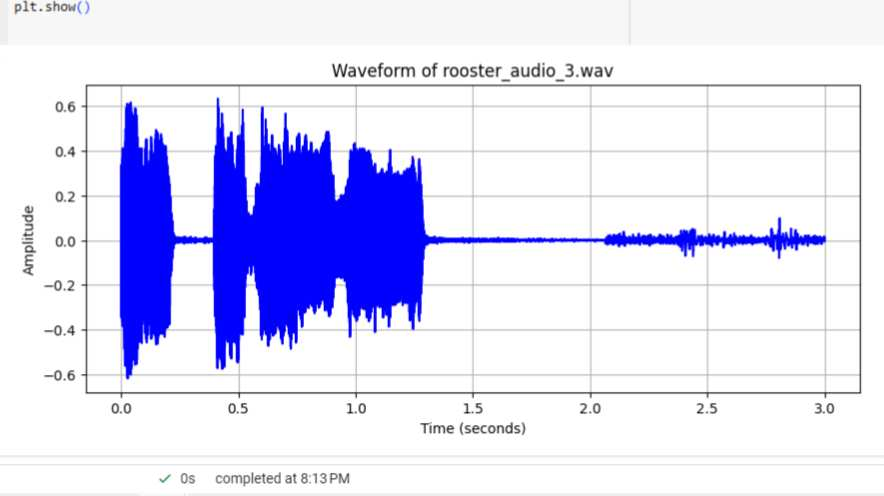 plt.show()
Waveform of rooster_audio_3.wav
0.6
0.4
0.2
0.0
−0.2
−0.4
−0.6
Amplitude
0.0 0.5 1.0 1.5 2.0 2.5 3.0
Time (seconds)
0s completed at 8:13 PM